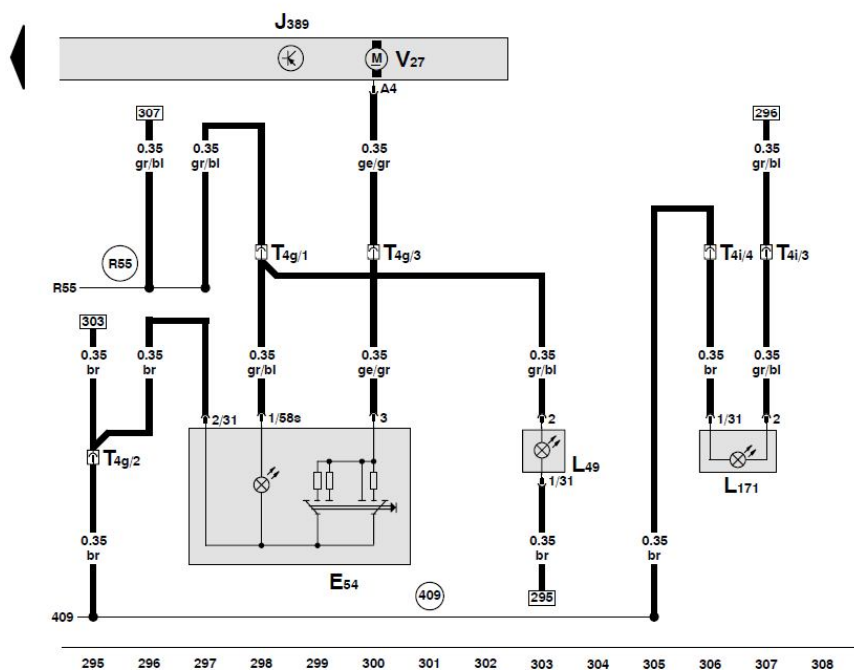 J389
M V27
A4
307 296
0.35 gr/bl 0.35 gr/bl 0.35 ge/gr 0.35 gr/bl
R55 T4g/1 T4g/3 T4i/4 T4i/3
R55
303
0.35 br 0.35 br 0.35 gr/bl 0.35 ge/gr 0.35 gr/bl 0.35 br 0.35 gr/bl
2/31 1/58s 3 2 1/31 2
T4g/2 L49
1/31 L171
0.35 br 0.35 br 0.35 br
E54
409 295
409
295 296 297 298 299 300 301 302 303 304 305 306 307 308